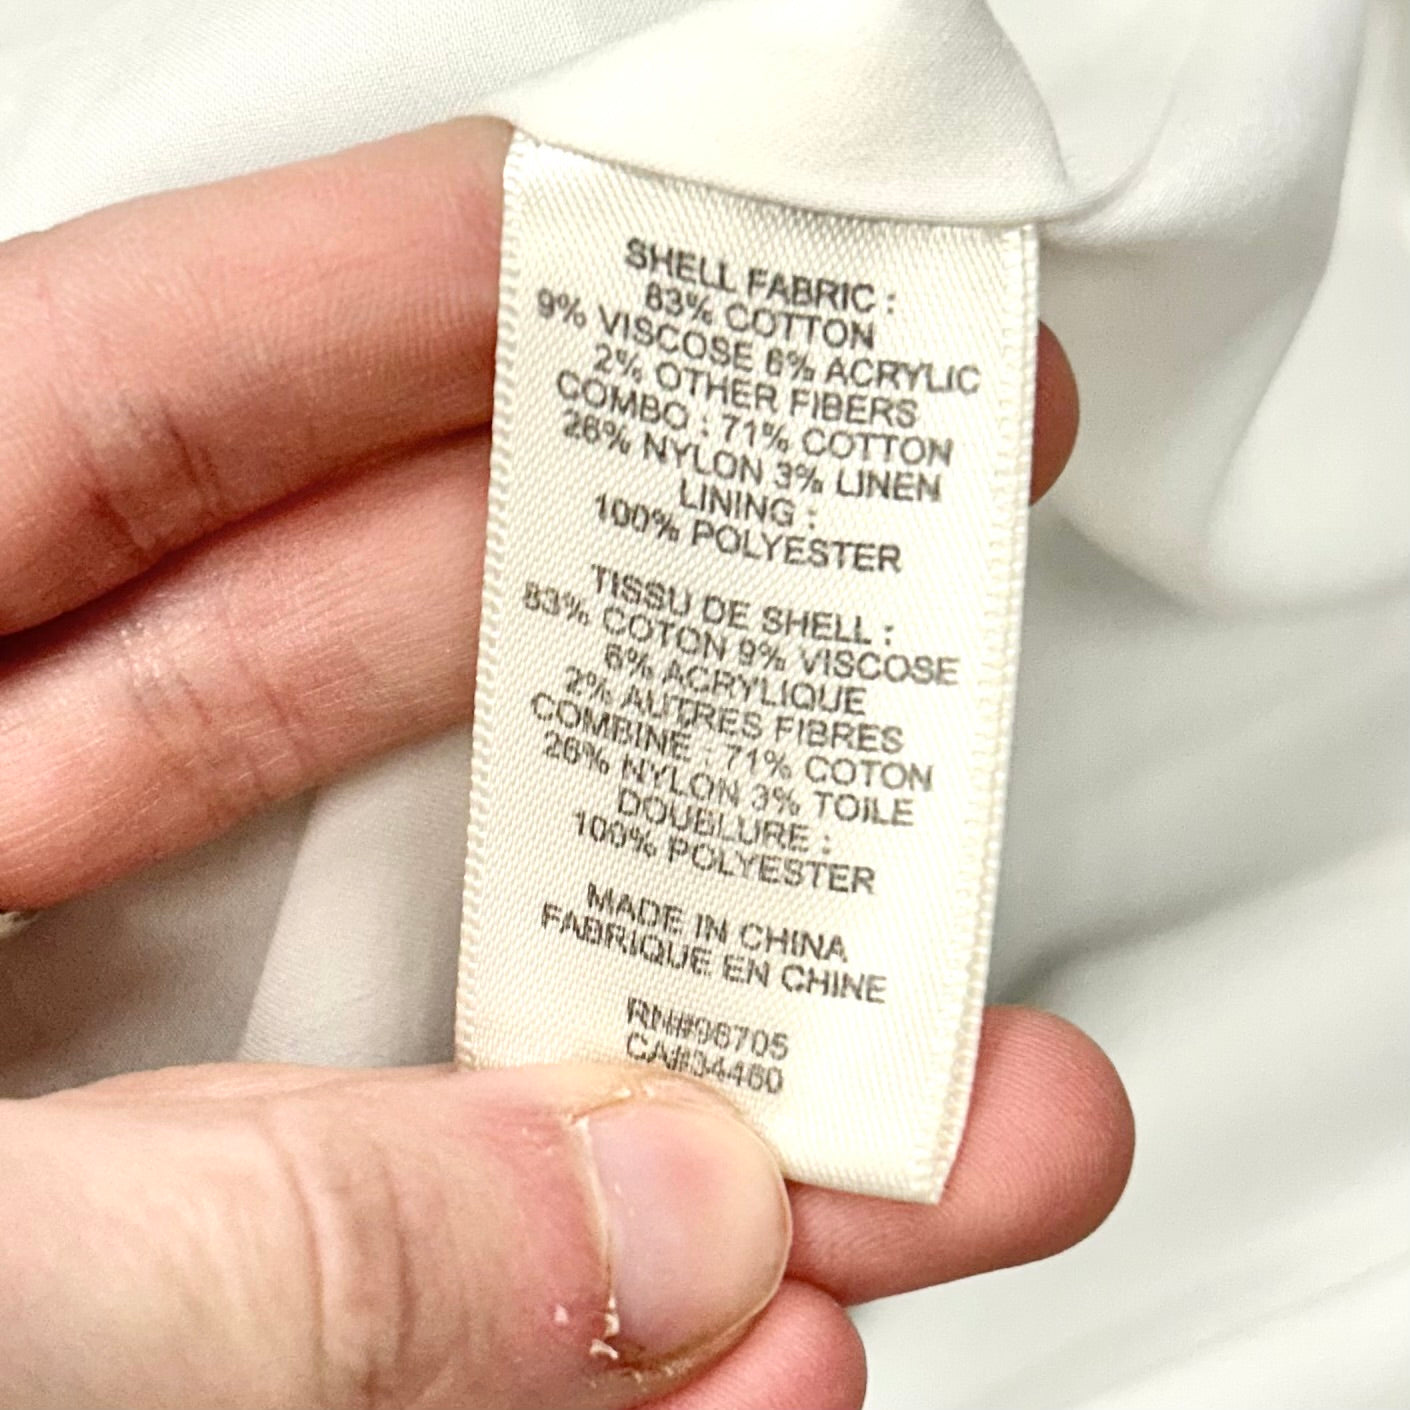 SHELL FABRIC :
83% COTTON
9% VISCOSE 6% ACRYLIC
2% OTHER FIBERS
COMBO : 71% COTTON
26% NYLON 3% LINEN
LINING :
100% POLYESTER
TISSU DE SHELL :
83% COTON 9% VISCOSE
6% ACRYLIQUE
2% AUTRES FIBRES
COMBINE : 71% COTON
26% NYLON 3% TOILE
DOUBLURE :
100% POLYESTER
MADE IN CHINA
FABRIQUE EN CHINE
RN#96705
CA#34460